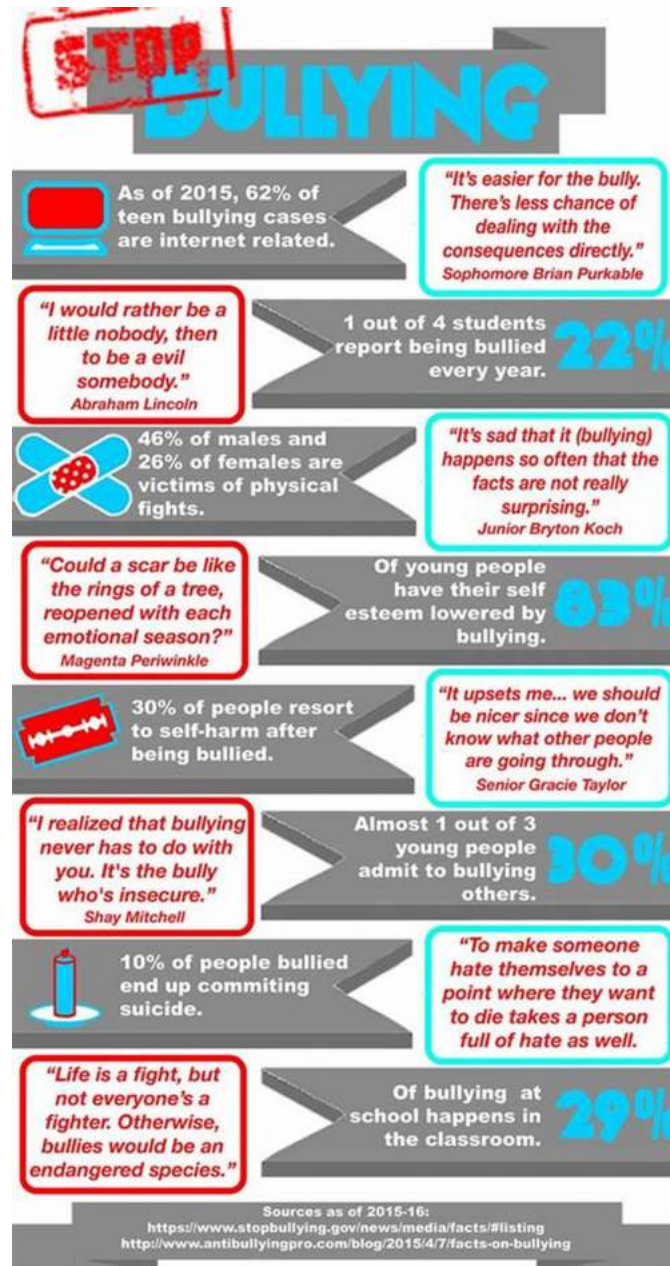 STOP
BULLYING
As of 2015, 62% of
teen bullying cases
are internet related.
“It’s easier for the bully.
There’s less chance of
dealing with the
consequences directly.”
Sophomore Brian Purkable
“I would rather be a
little nobody, then
to be a evil
somebody.”
Abraham Lincoln
1 out of 4 students
report being bullied
every year.
22%
46% of males and
26% of females are
victims of physical
fights.
“It’s sad that it (bullying)
happens so often that the
facts are not really
surprising.”
Junior Bryton Koch
“Could a scar be like
the rings of a tree,
reopened with each
emotional season?”
Magenta Periwinkle
Of young people
have their self
esteem lowered by
bullying.
83%
30% of people resort
to self-harm after
being bullied.
“It upsets me... we should
be nicer since we don’t
know what other people
are going through.”
Senior Gracie Taylor
“I realized that bullying
never has to do with
you. It's the bully
who's insecure.”
Shay Mitchell
Almost 1 out of 3
young people
admit to bullying
others.
30%
10% of people bullied
end up commiting
suicide.
“To make someone
hate themselves to a
point where they want
to die takes a person
full of hate as well.
“Life is a fight, but
not everyone’s a
fighter. Otherwise,
bullies would be an
endangered species.”
Of bullying at
school happens in
the classroom.
29%
Sources as of 2015-16:
https://www.stopbullying.gov/news/media/facts/#listing
http://www.antibullyingpro.com/blog/2015/4/7/facts-on-bullying